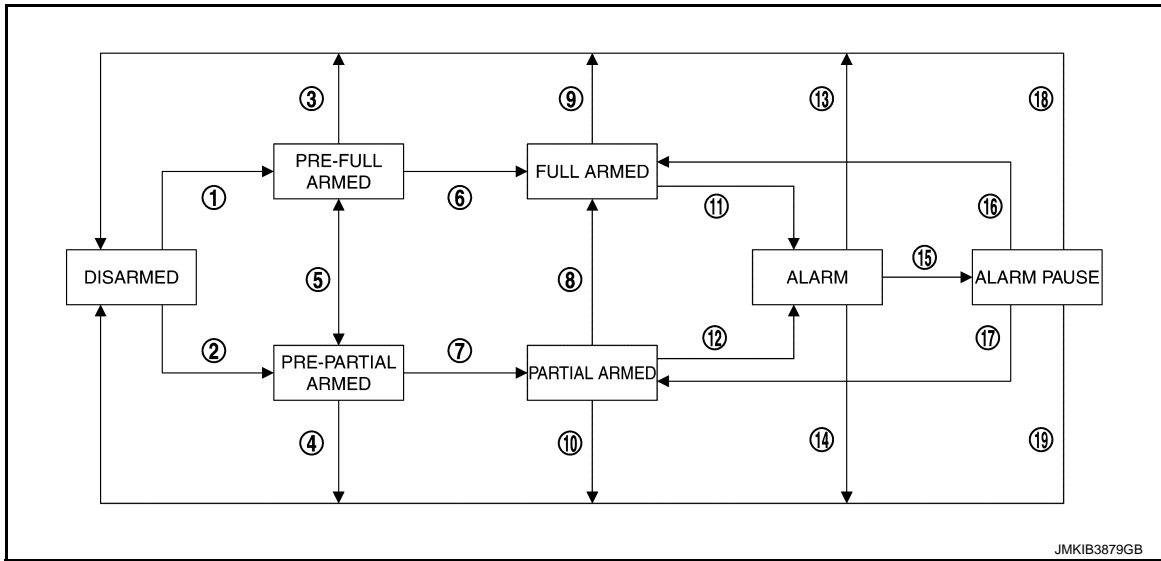 ③
⑨
⑬
⑱
PRE-FULL
ARMED
FULL ARMED
①
⑥
⑪
⑯
DISARMED
⑤
⑧
ALARM
⑮
ALARM PAUSE
②
PRE-PARTIAL
ARMED
⑦
PARTIAL ARMED
⑫
⑰
④
⑩
⑭
⑲
JMKIB3879GB